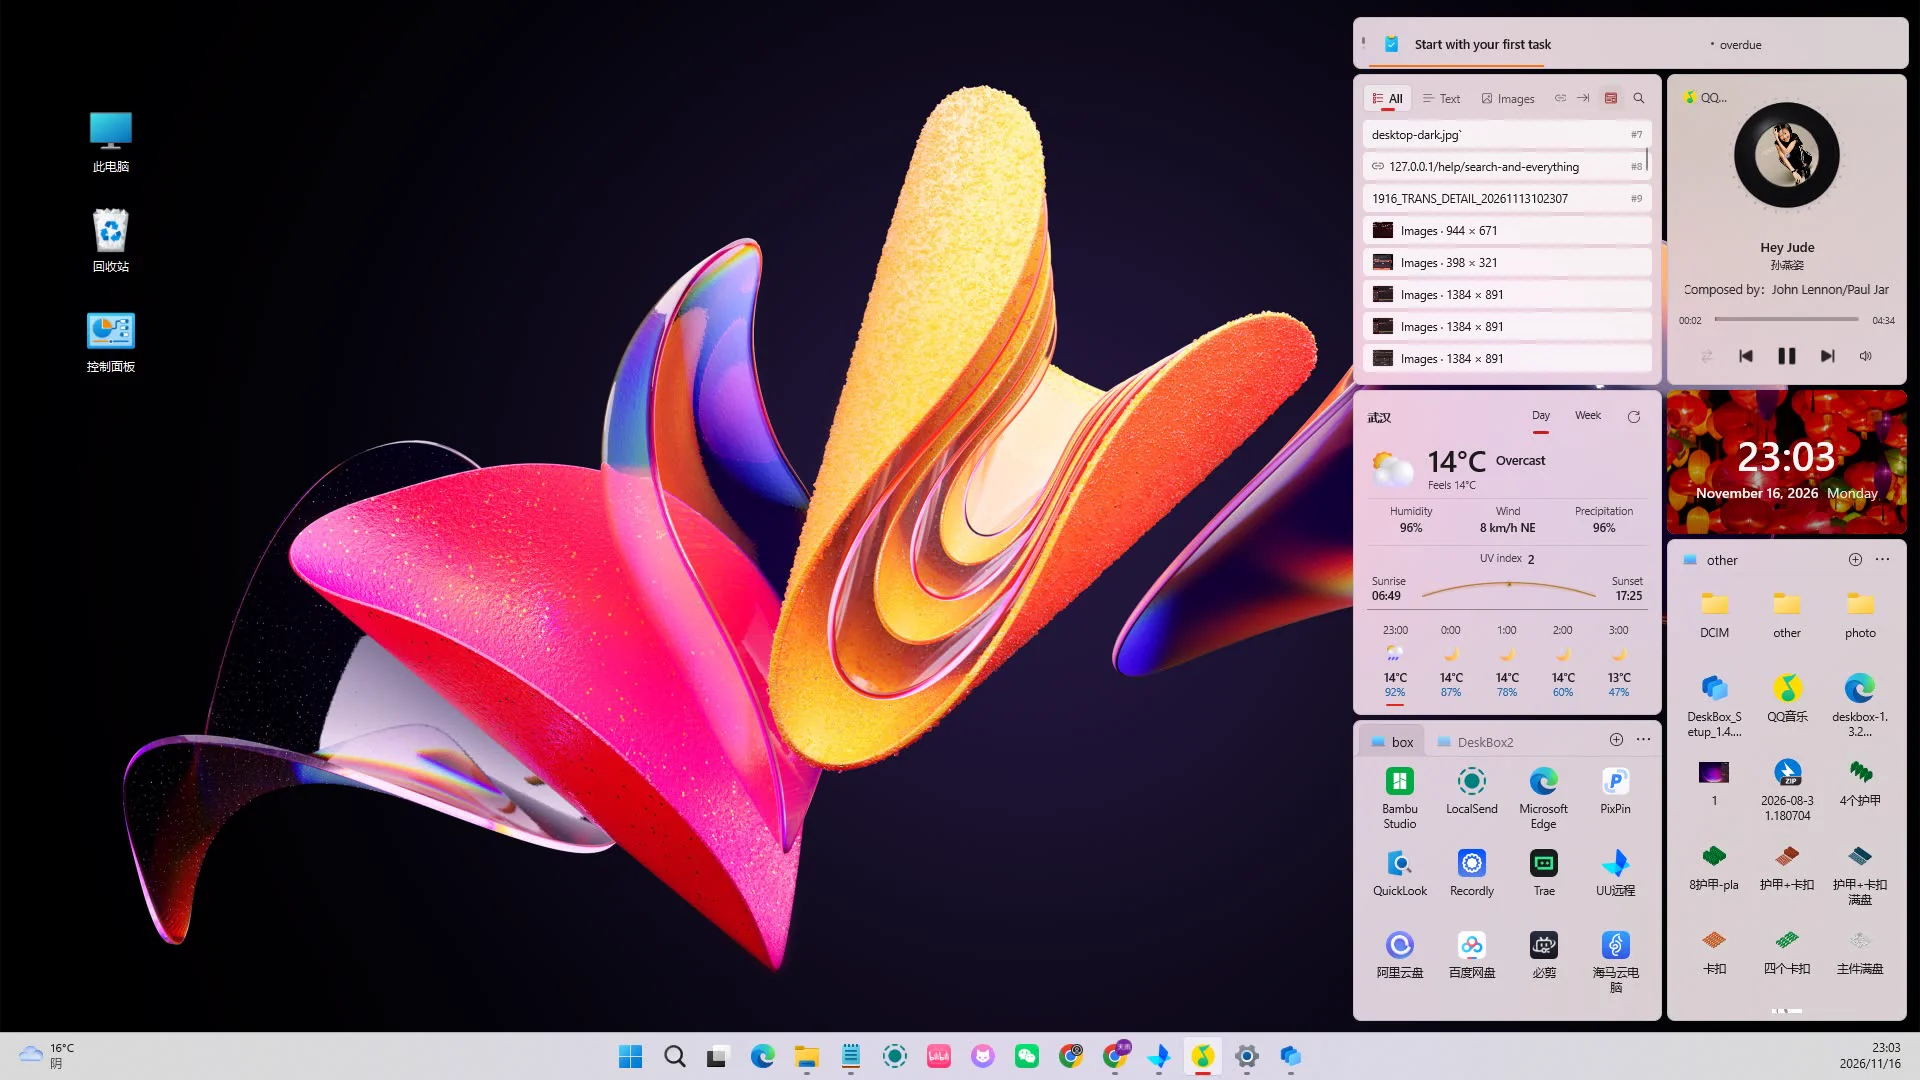 此电脑
回收站
控制面板
Start with your first task
• overdue
All
Text
Images
desktop-dark.jpg`
#7
127.0.0.1/help/search-and-everything
#8
1916_TRANS_DETAIL_20261113102307
#9
Images · 944 × 671
Images · 398 × 321
Images · 1384 × 891
Images · 1384 × 891
Images · 1384 × 891
QQ...
Hey Jude
孙燕姿
Composed by: John Lennon/Paul Jar
00:02
04:34
武汉
Day
Week
14°C
Overcast
Feels 14°C
Humidity
Wind
Precipitation
96%
8 km/h NE
96%
UV index 2
Sunrise
Sunset
06:49
17:25
23:00 0:00 1:00 2:00 3:00
14°C 14°C 14°C 14°C 13°C
92% 87% 78% 60% 47%
23:03
November 16, 2026 Monday
box
DeskBox2
Bambu
Studio
LocalSend
Microsoft
Edge
PixPin
QuickLook
Recordly
Trae
UU远程
阿里云盘
百度网盘
必剪
海马云电
脑
other
DCIM
other
photo
DeskBox_S
etup_1.4....
QQ音乐
deskbox-1.
3.2...
1
ZIP
2026-08-3
1.180704
4个护甲
8护甲-pla
护甲+卡扣
护甲+卡扣
满盘
卡扣
四个卡扣
主件满盘
16°C
阴
23:03
2026/11/16